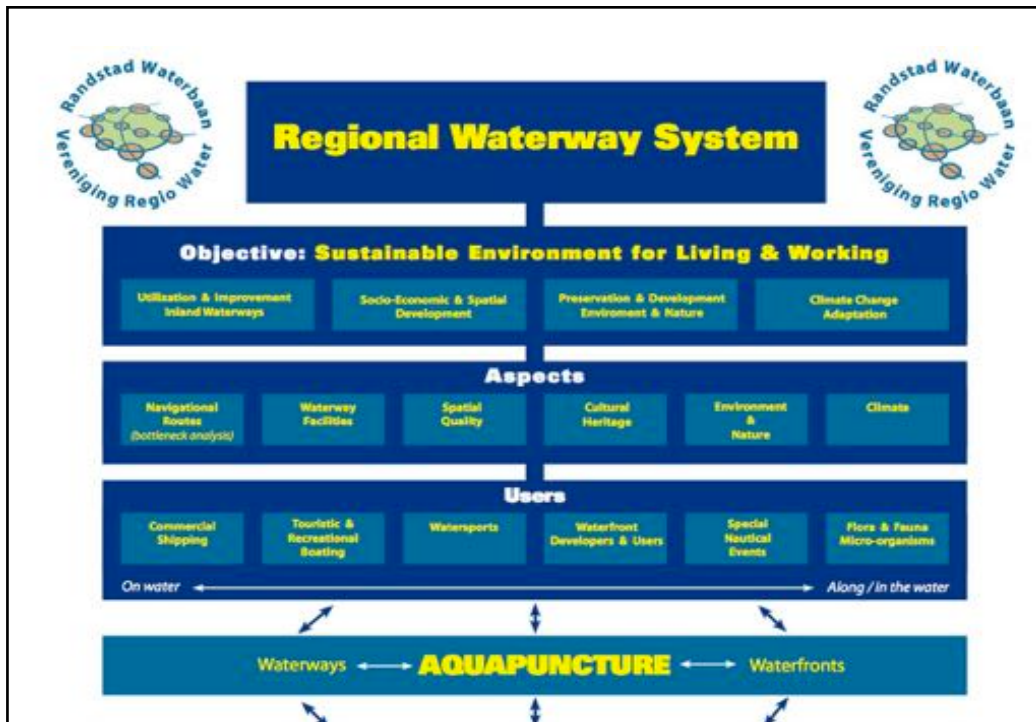 Randstad Waterbaan
Vereniging Regio Water
Regional Waterway System
Randstad Waterbaan
Vereniging Regio Water
Objective: Sustainable Environment for Living & Working
Utilization & Improvement
Inland Waterways
Socio-Economic & Spatial
Development
Preservation & Development
Enviroment & Nature
Climate Change
Adaptation
Aspects
Navigational
Routes
(bottleneck analysis)
Waterway
Facilities
Spatial
Quality
Cultural
Heritage
Environment
&
Nature
Climate
Users
Commercial
Shipping
Touristic &
Recreational
Boating
Watersports
Waterfront
Developers & Users
Special
Nautical
Events
Flora & Fauna
Micro-organisms
On water
Along / in the water
Waterways
AQUAPUNCTURE
Waterfronts